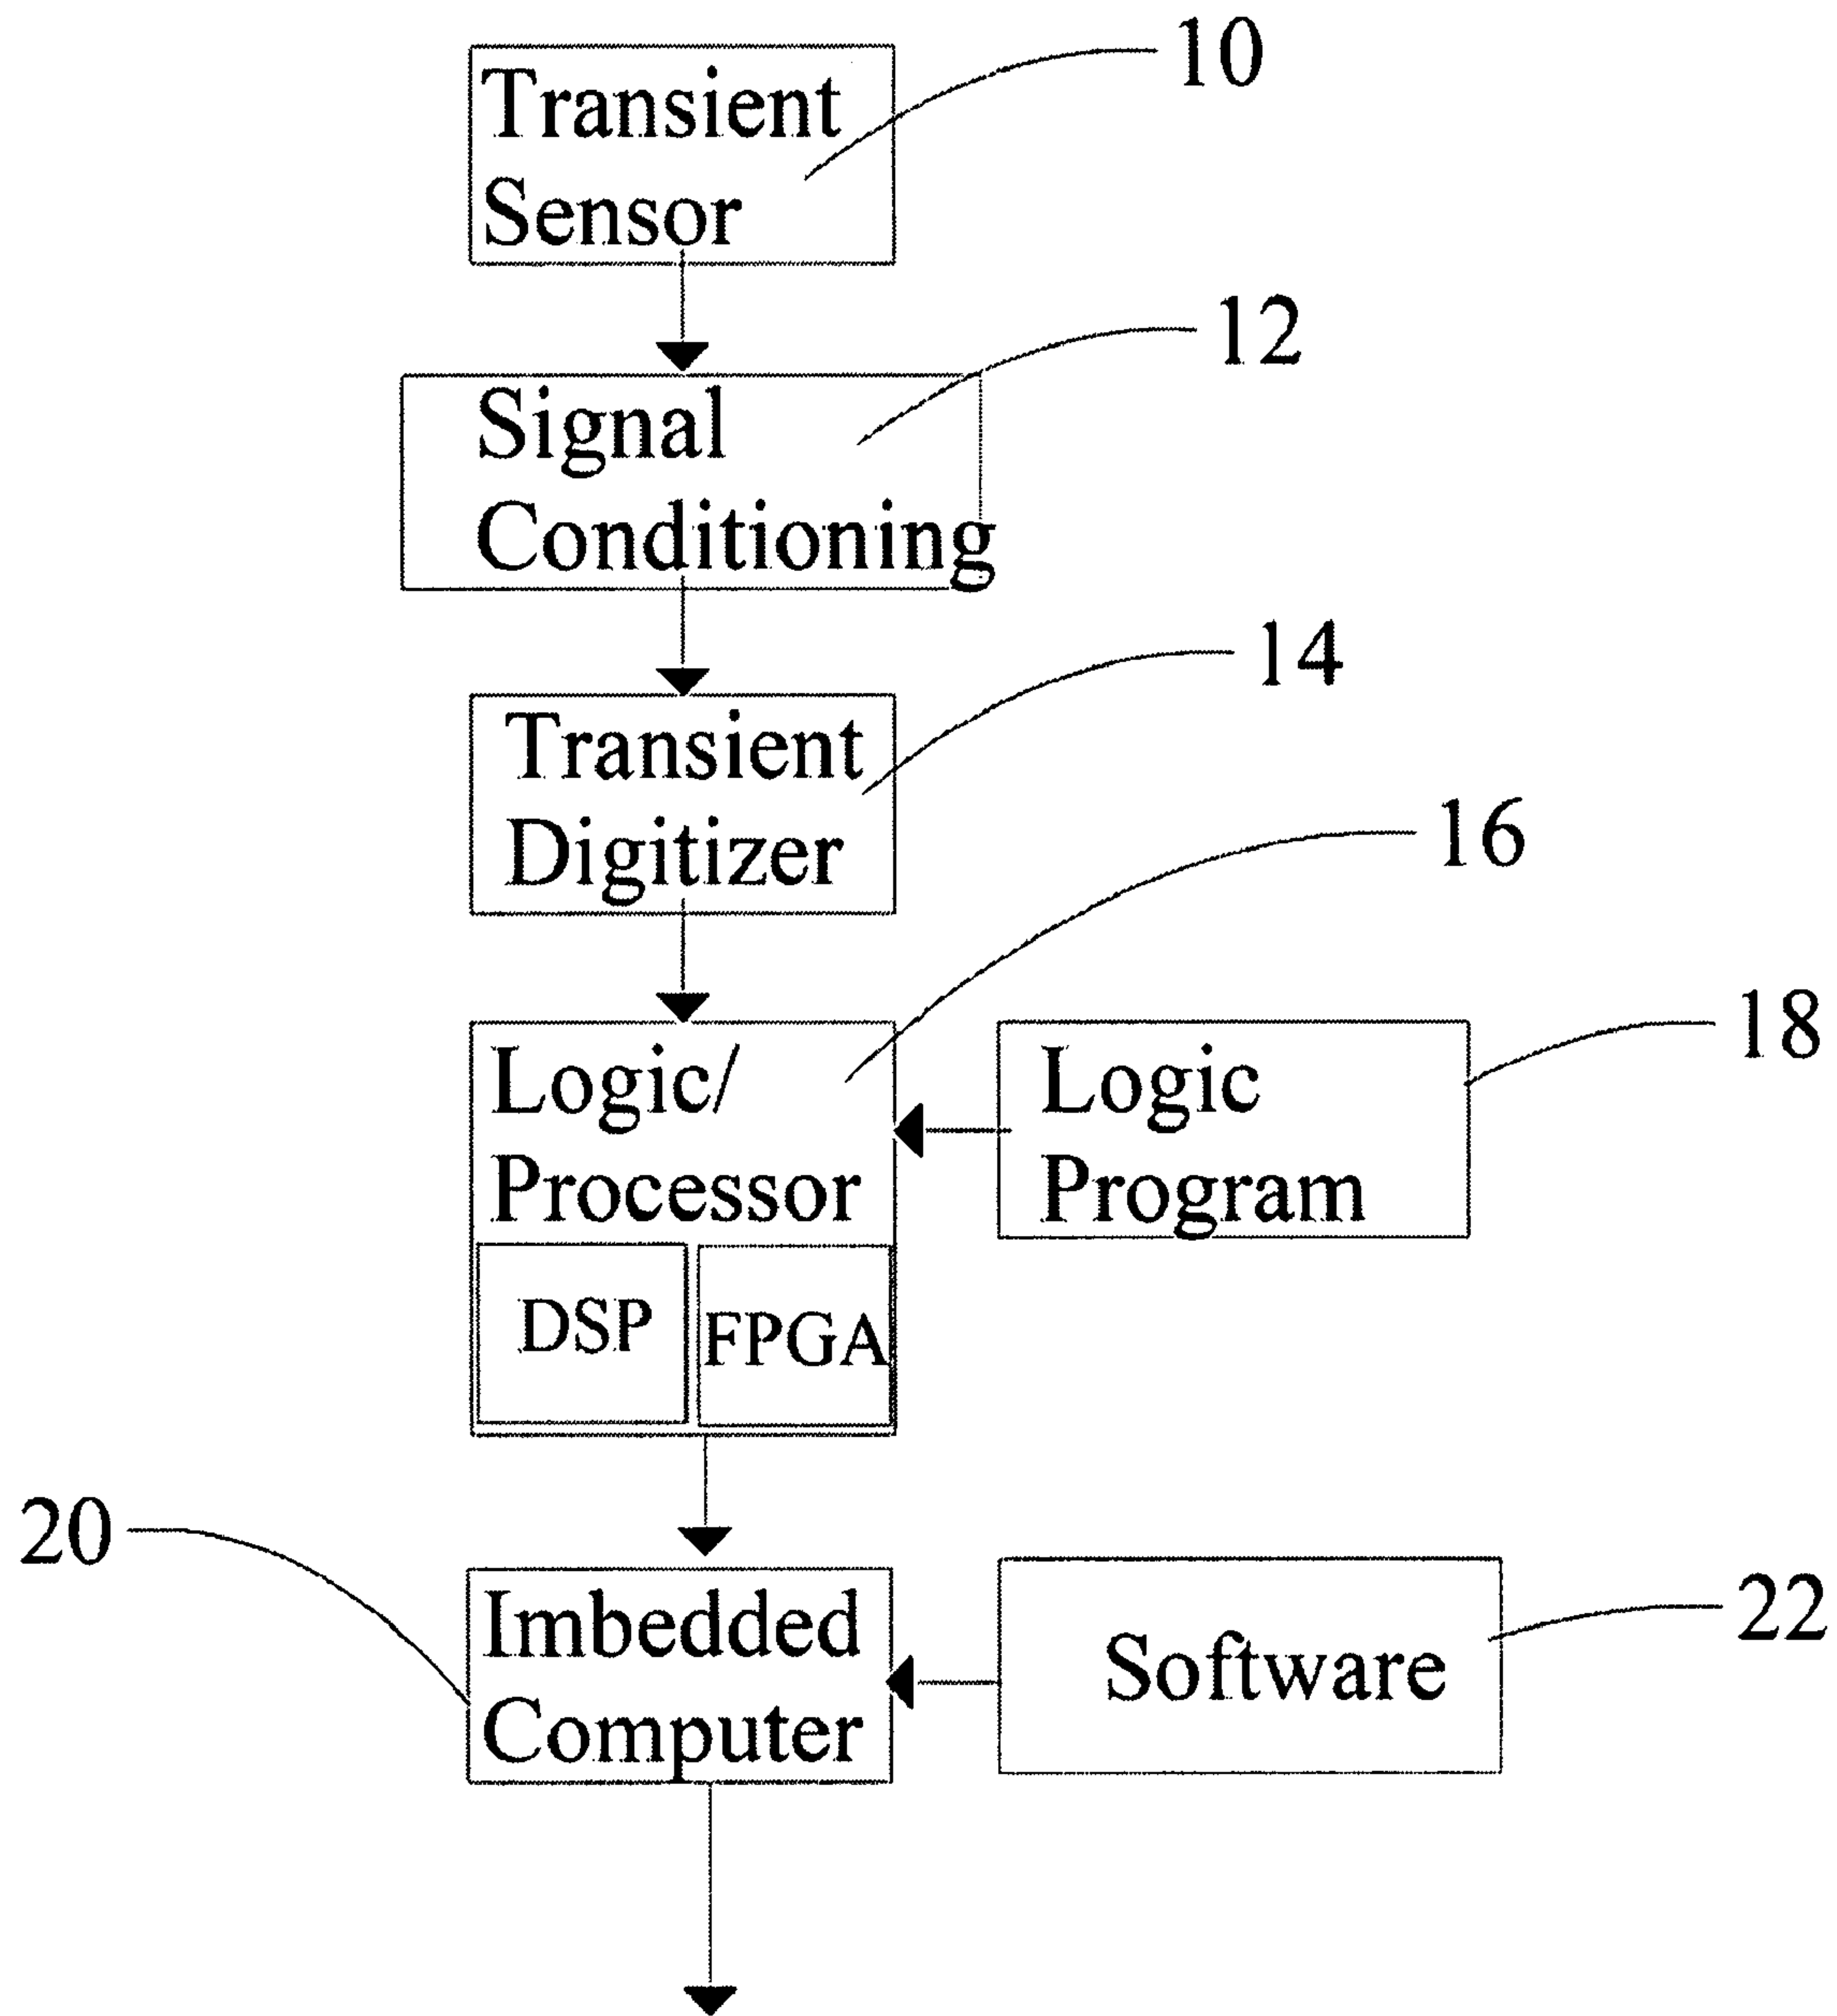 Transient
Sensor
10
Signal
Conditioning
12
Transient
Digitizer
14
16
Logic/
Processor
DSP
FPGA
Logic
Program
18
20
Imbedded
Computer
Software
22